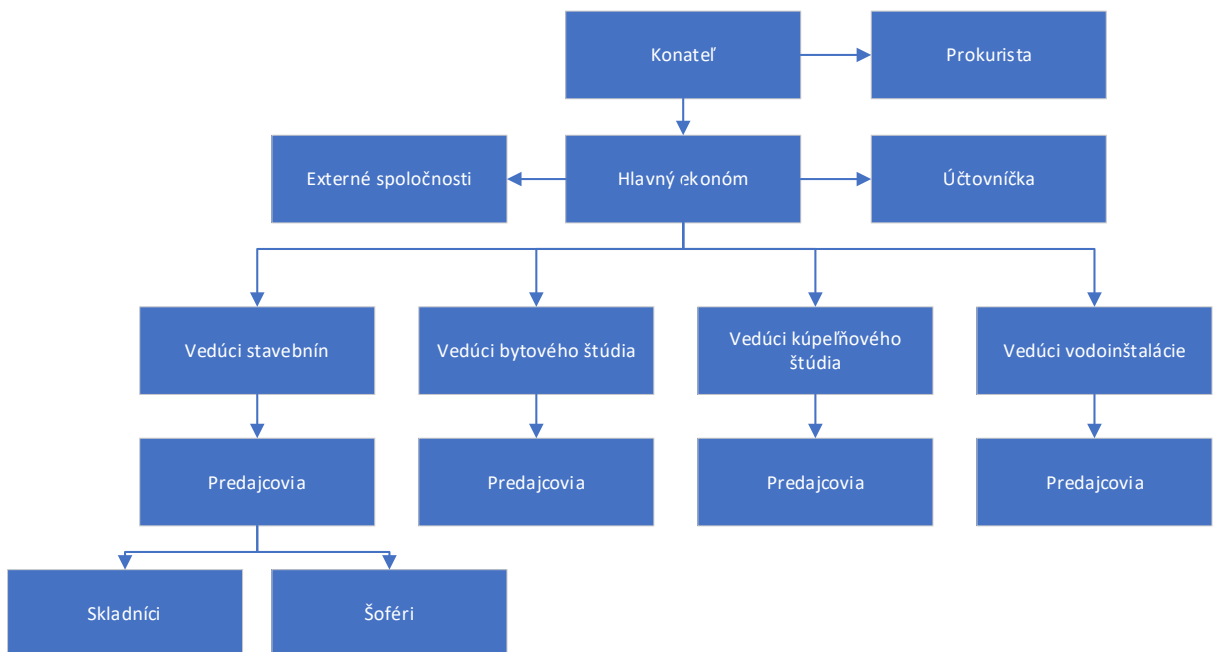 Konateľ
Prokurista
Externé spoločnosti
Hlavný ekonóm
Účtovníčka
Vedúci stavebnín
Vedúci bytového štúdia
Vedúci kúpeľňového
štúdia
Vedúci vodoinštalácie
Predajcovia
Predajcovia
Predajcovia
Predajcovia
Skladníci
Šoféri